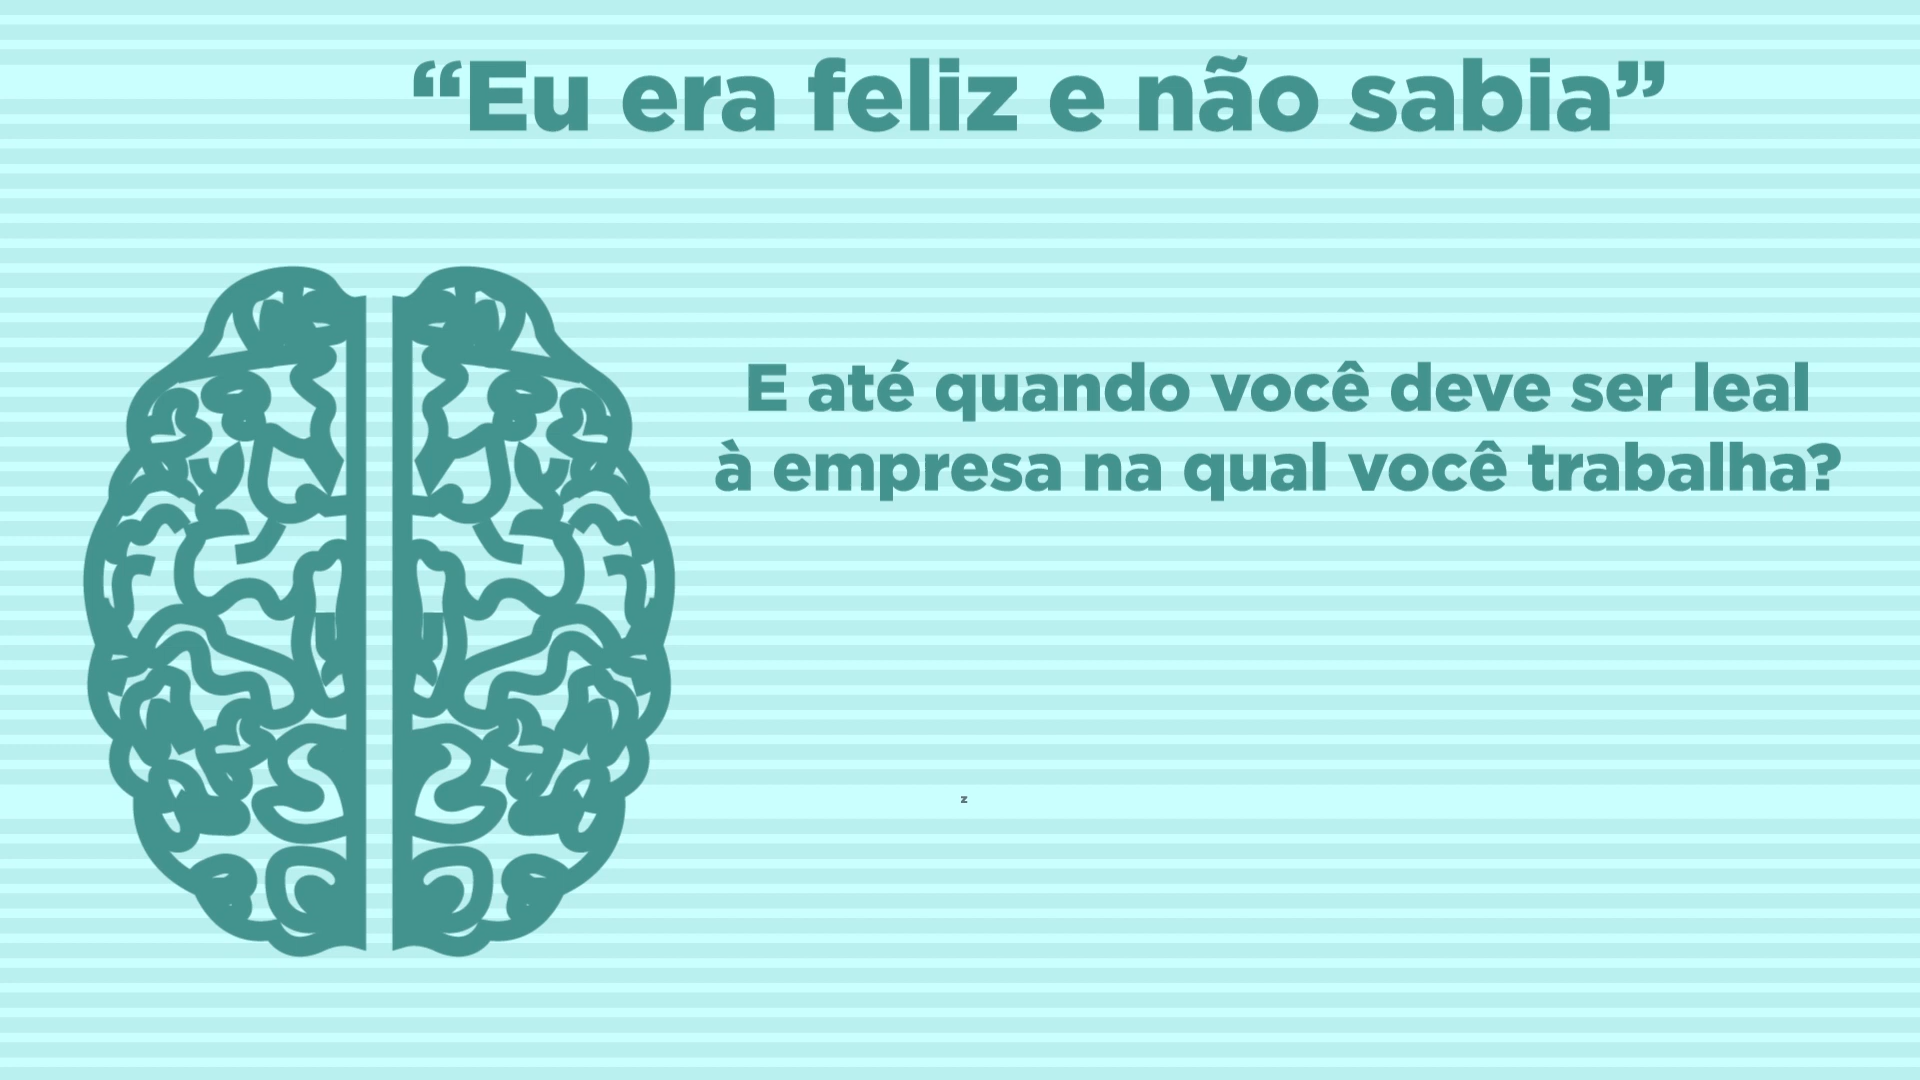 “Eu era feliz e não sabia”
E até quando você deve ser leal
à empresa na qual você trabalha?
z